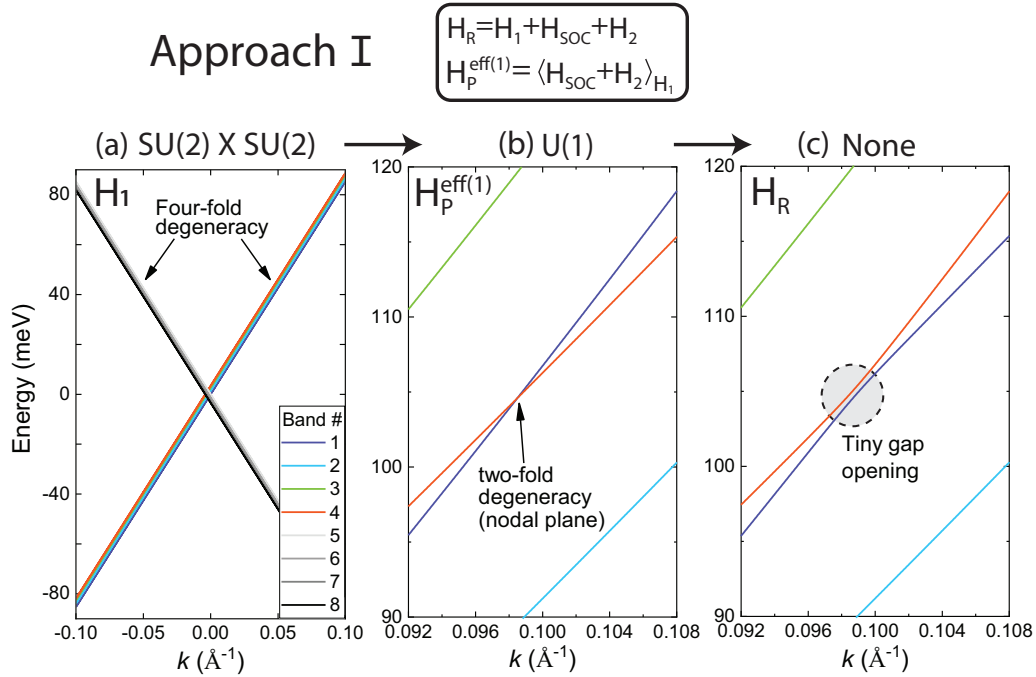 Approach I
H_R=H_1+H_SOC+H_2
H_P^eff(1)=⟨H_SOC+H_2⟩_H_1
(a) SU(2) X SU(2)
(b) U(1)
(c) None
H_1
Four-fold
degeneracy
Energy (meV)
80
40
0
-40
-80
Band #
1
2
3
4
5
6
7
8
-0.10 -0.05 0.00 0.05 0.10
k (Å⁻¹)
H_P^eff(1)
120
110
100
90
two-fold
degeneracy
(nodal plane)
0.092 0.096 0.100 0.104 0.108
k (Å⁻¹)
H_R
120
110
100
90
Tiny gap
opening
0.092 0.096 0.100 0.104 0.108
k (Å⁻¹)